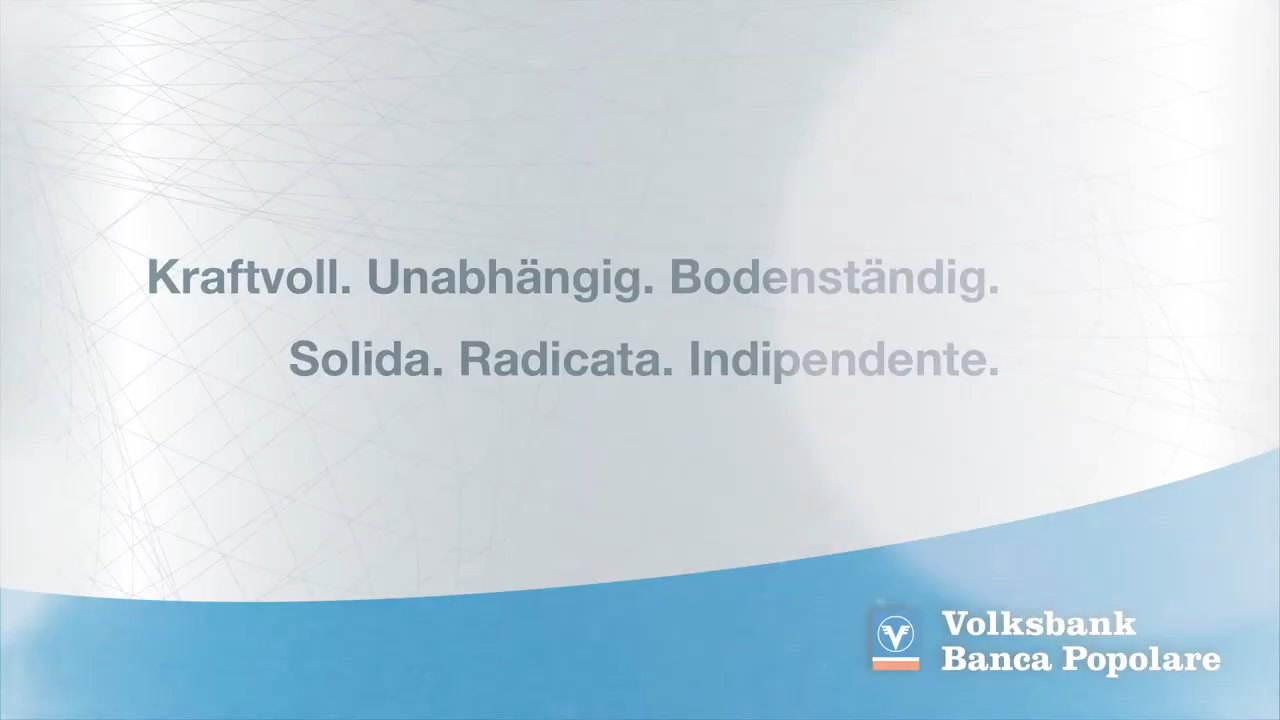 Kraftvoll. Unabhängig. Bodenständig.
Solida. Radicata. Indipendente.
Volksbank
Banca Popolare